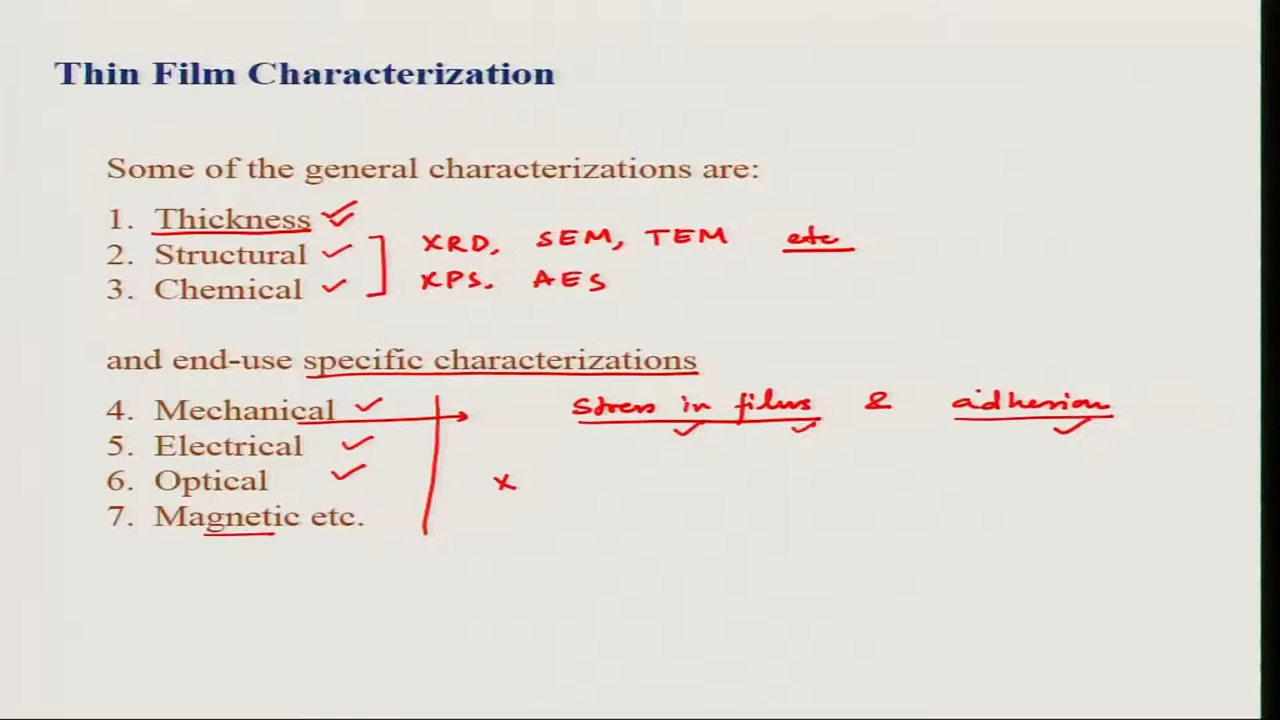 Thin Film Characterization
Some of the general characterizations are:
1. Thickness
2. Structural XRD, SEM, TEM etc
3. Chemical XPS. AES
and end-use specific characterizations
4. Mechanical Stress in films & adhesion
5. Electrical
6. Optical x
7. Magnetic etc.